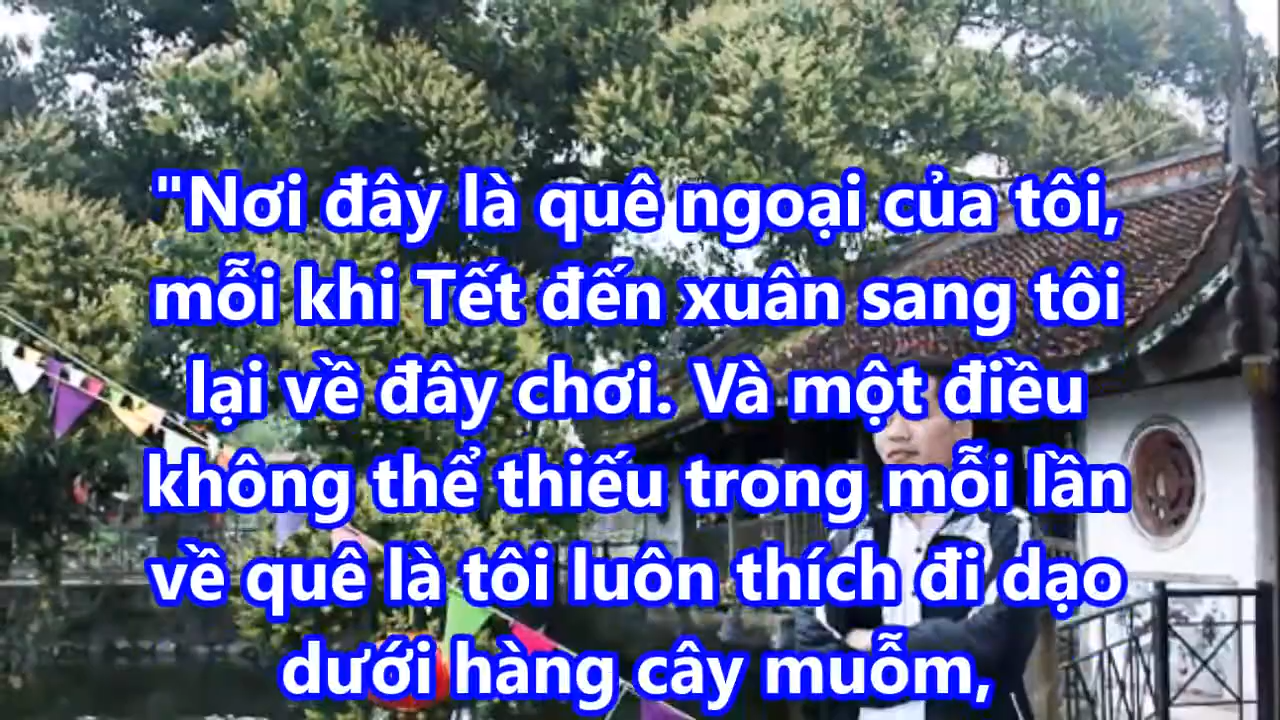 "Nơi đây là quê ngoại của tôi,
mỗi khi Tết đến xuân sang tôi
lại về đây chơi. Và một điều
không thể thiếu trong mỗi lần
về quê là tôi luôn thích đi dạo
dưới hàng cây muỗm,